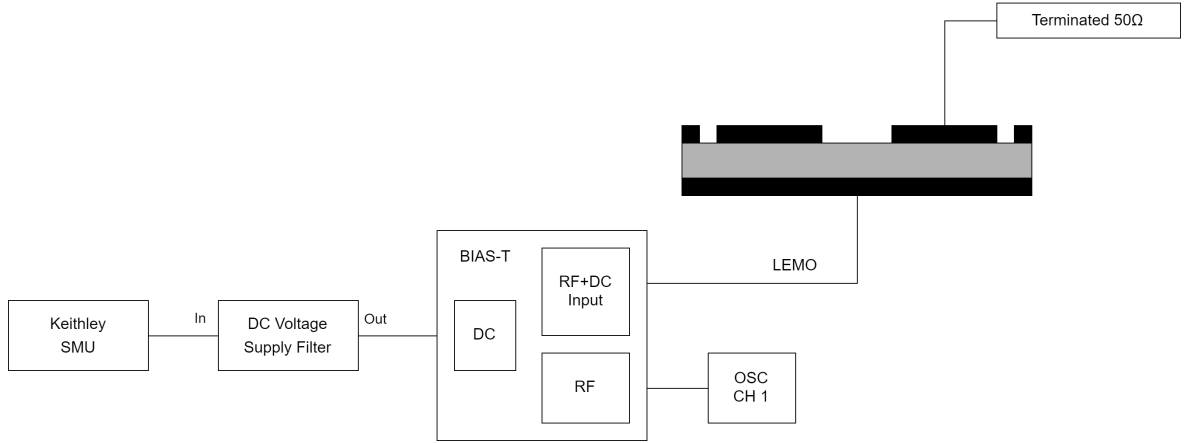 Terminated 50Ω
BIAS-T
RF+DC
Input
LEMO
Keithley
SMU
In
DC Voltage
Supply Filter
Out
DC
RF
OSC
CH 1